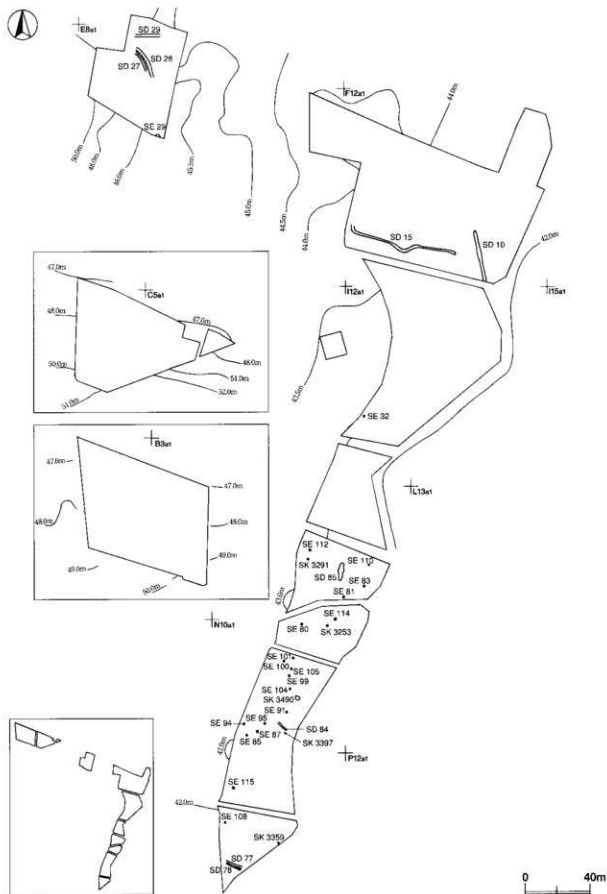 E8a1
SD 29
SD 28
SD 27
SE 29
50.0m
48.0m
46.0m
45.5m
45.0m
44.5m
44.0m
F12a1
44.0m
SD 15
SD 10
42.0m
I12a1
I15a1
43.5m
SE 32
L13a1
47.0m
C5a1
48.0m
47.0m
48.0m
50.0m
51.0m
52.0m
51.0m
B3a1
47.0m
47.0m
48.0m
48.0m
49.0m
49.0m
50.0m
N10a1
SE 112
SK 3291
SE 110
SD 85
SE 83
SE 81
43.0m
SE 114
SE 80
SK 3253
SE 101
SE 100
SE 105
SE 99
SE 104
SK 3490
SE 91
SE 94
SE 95
SD 84
SE 85
SE 87
SK 3397
42.0m
P12a1
SE 115
42.0m
SE 108
SK 3359
SD 77
SD 78
0 40m